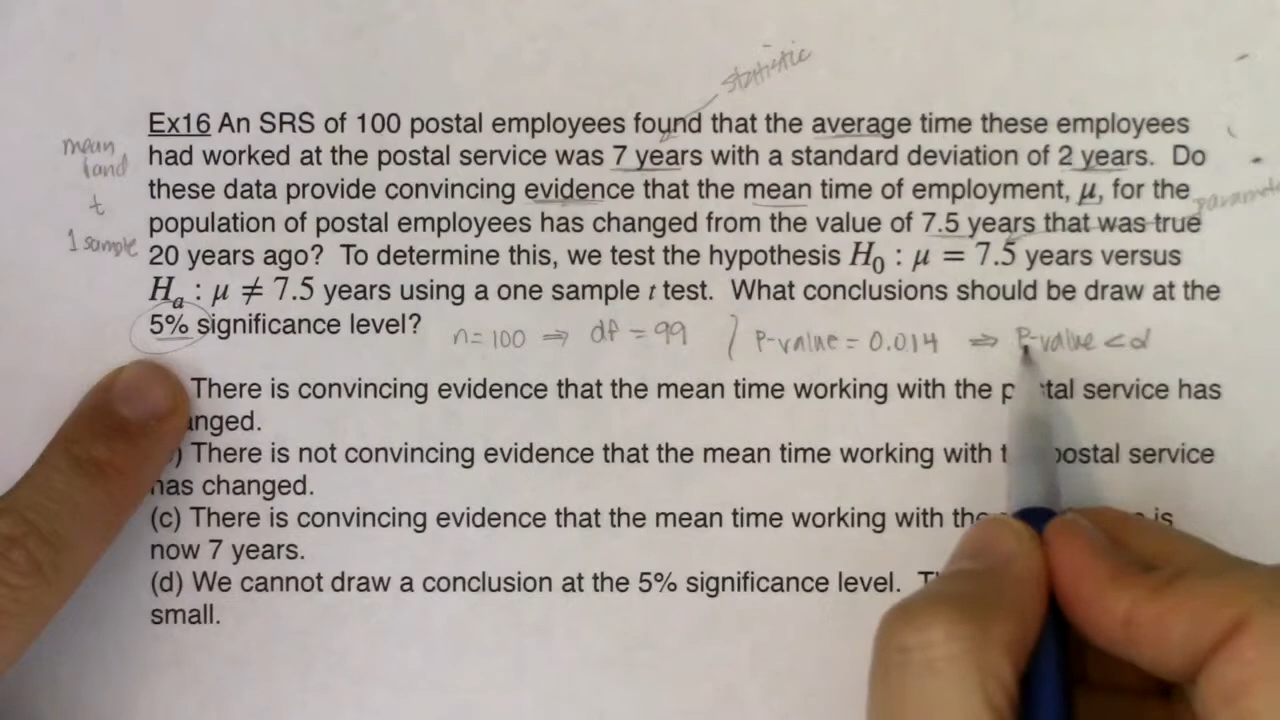 statistic
Ex16 An SRS of 100 postal employees found that the average time these employees
had worked at the postal service was 7 years with a standard deviation of 2 years. Do
these data provide convincing evidence that the mean time of employment, μ, for the
population of postal employees has changed from the value of 7.5 years that was true
20 years ago? To determine this, we test the hypothesis H₀ : μ = 7.5 years versus
Hₐ : μ ≠ 7.5 years using a one sample t test. What conclusions should be draw at the
5% significance level?
mean
land
t
1 sample
n=100 ⇒ df = 99
P-value = 0.014 ⇒ P-value < α
There is convincing evidence that the mean time working with the postal service has
There is not convincing evidence that the mean time working with postal service
has changed.
(c) There is convincing evidence that the mean time working with the is
now 7 years.
(d) We cannot draw a conclusion at the 5% significance level.
small.